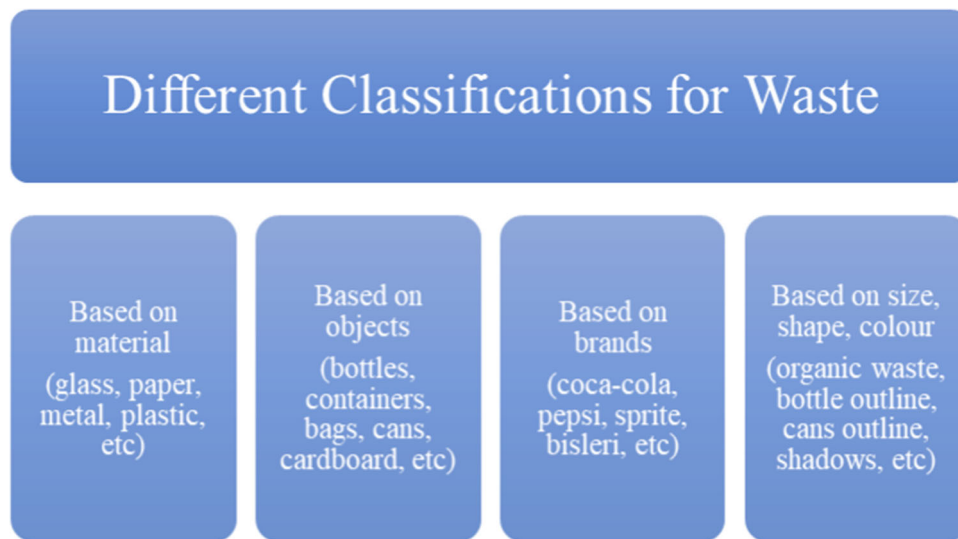 Different Classifications for Waste
Based on
material
(glass, paper,
metal, plastic,
etc)
Based on
objects
(bottles,
containers,
bags, cans,
cardboard, etc)
Based on
brands
(coca-cola,
pepsi, sprite,
bisleri, etc)
Based on size,
shape, colour
(organic waste,
bottle outline,
cans outline,
shadows, etc)